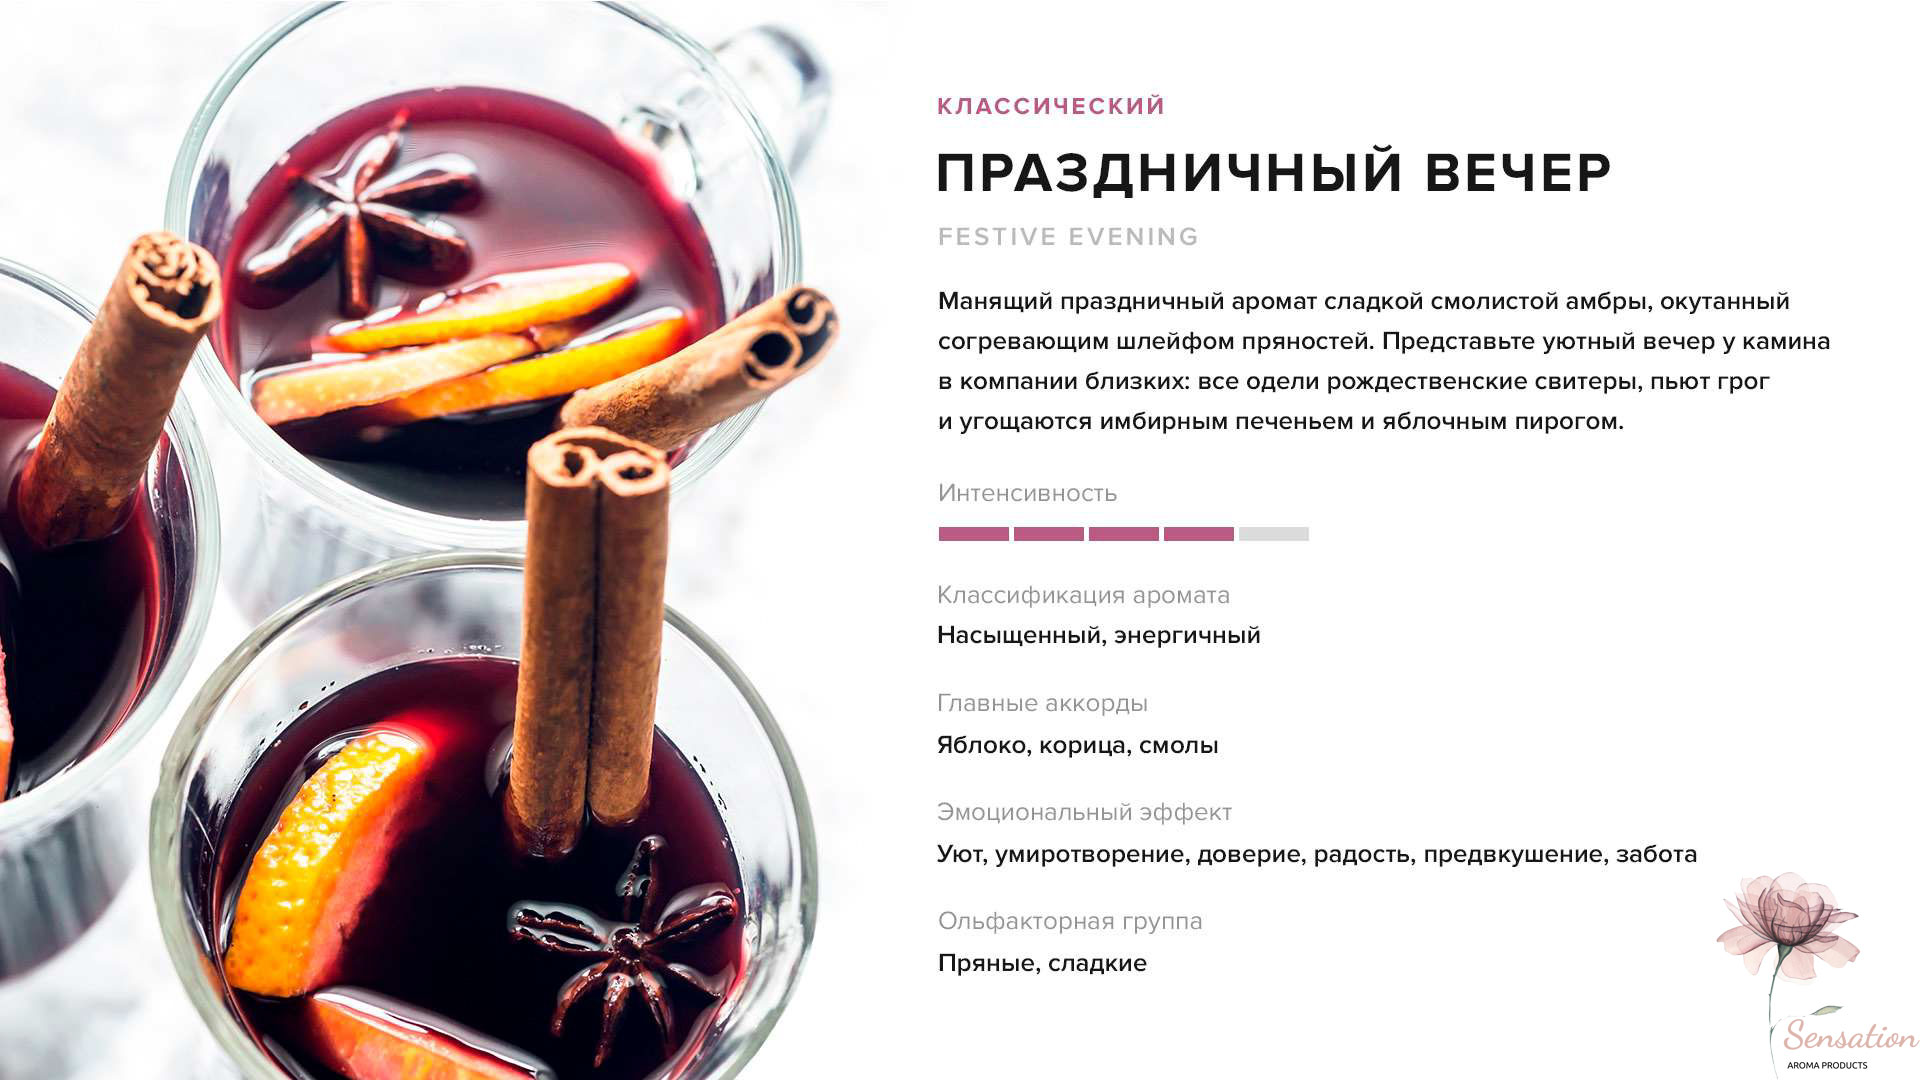 КЛАССИЧЕСКИЙ
ПРАЗДНИЧНЫЙ ВЕЧЕР
FESTIVE EVENING
Манящий праздничный аромат сладкой смолистой амбры, окутанный
согревающим шлейфом пряностей. Представьте уютный вечер у камина
в компании близких: все одели рождественские свитеры, пьют грог
и угощаются имбирным печеньем и яблочным пирогом.
Интенсивность
Классификация аромата
Насыщенный, энергичный
Главные аккорды
Яблоко, корица, смолы
Эмоциональный эффект
Уют, умиротворение, доверие, радость, предвкушение, забота
Ольфакторная группа
Пряные, сладкие
Sensation
AROMA PRODUCTS